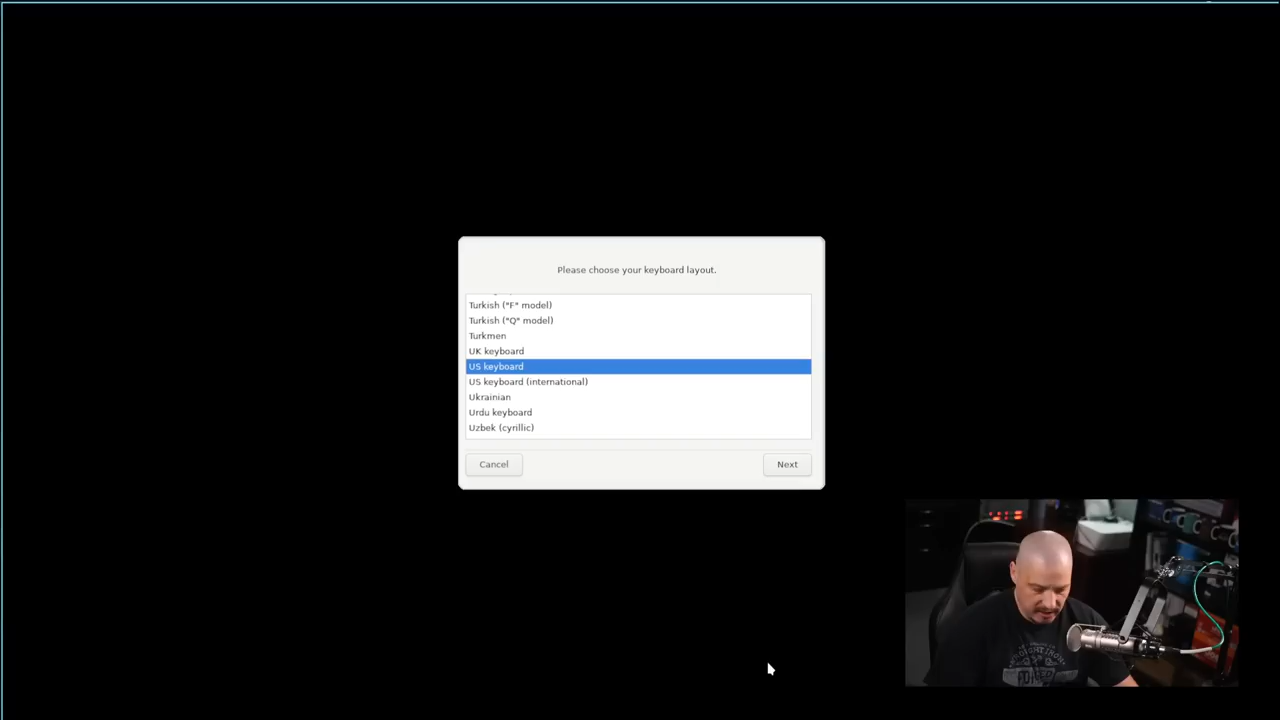 Please choose your keyboard layout.
Turkish ("F" model)
Turkish ("Q" model)
Turkmen
UK keyboard
US keyboard
US keyboard (international)
Ukrainian
Urdu keyboard
Uzbek (cyrillic)
Cancel
Next